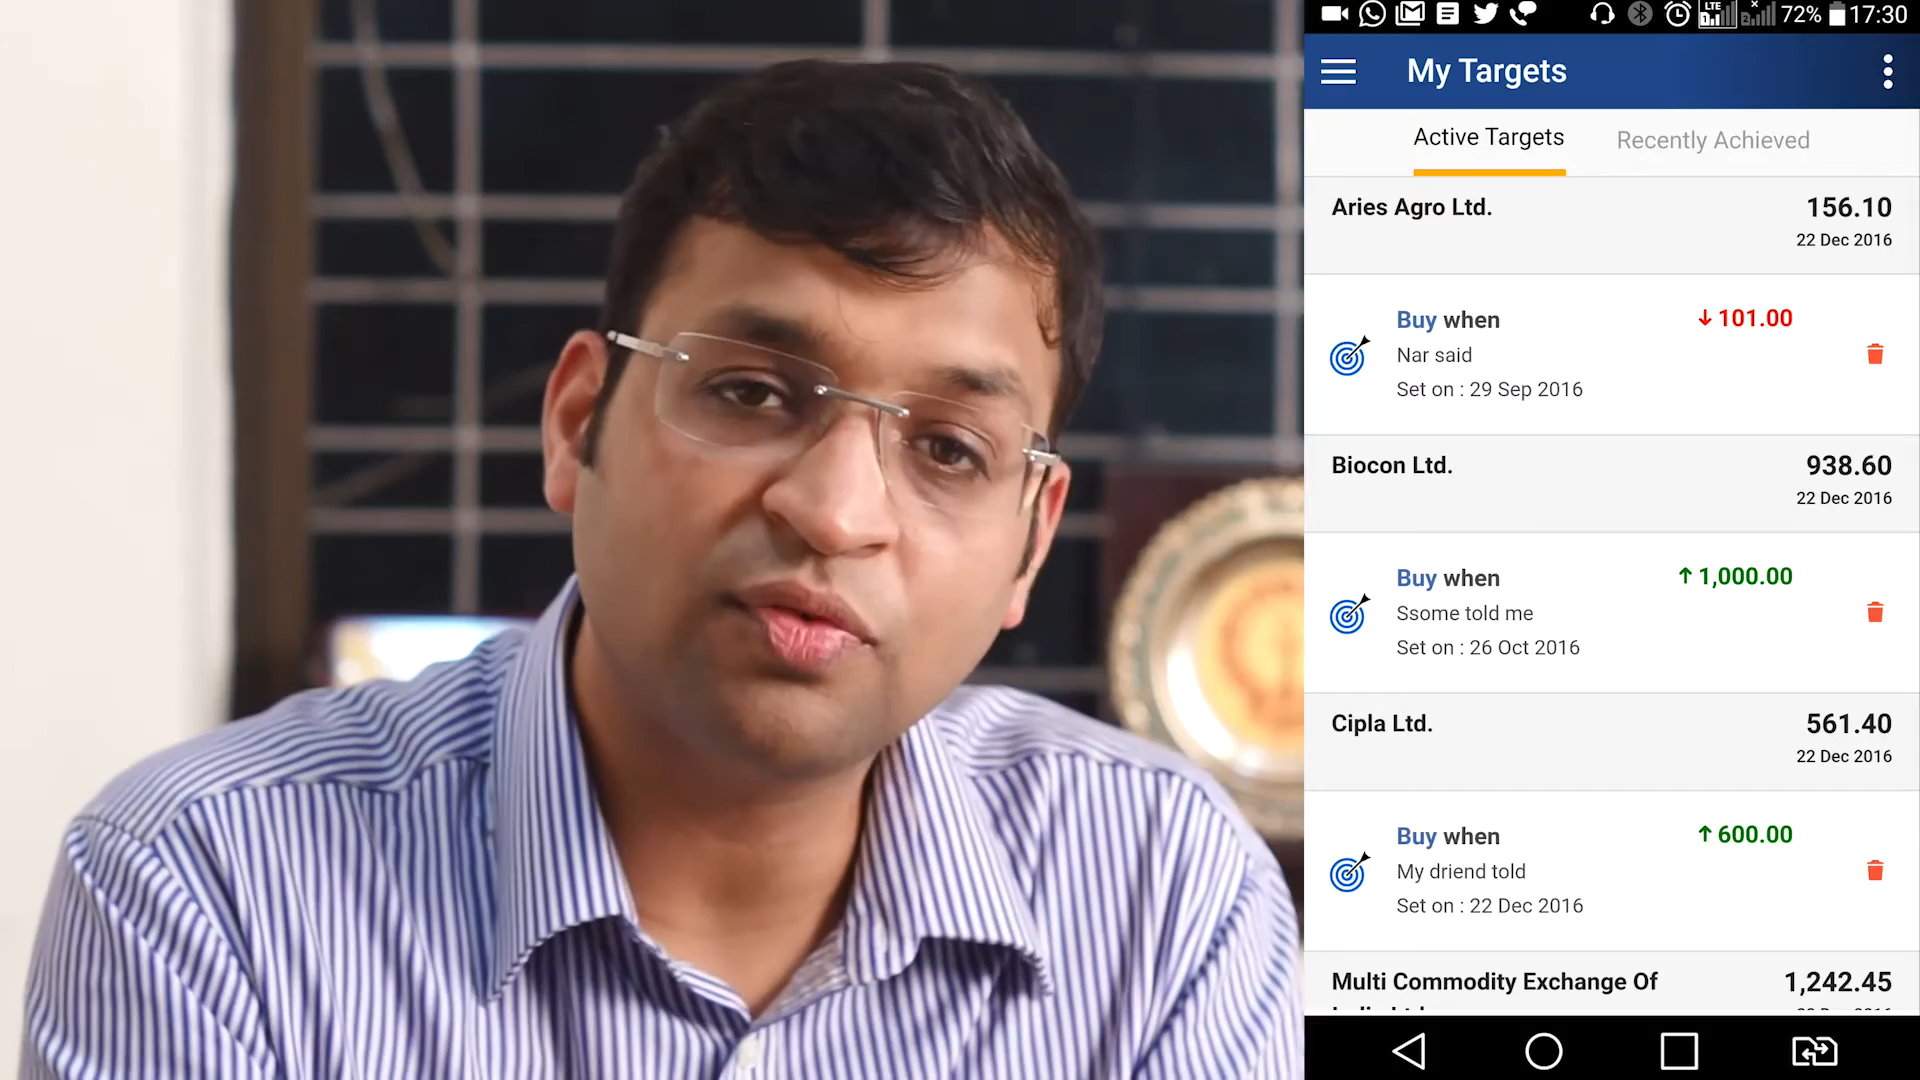 LTE
1
2
72%
17:30
My Targets
Active Targets
Recently Achieved
Aries Agro Ltd.
156.10
22 Dec 2016
Buy when
101.00
Nar said
Set on : 29 Sep 2016
Biocon Ltd.
938.60
22 Dec 2016
Buy when
1,000.00
Ssome told me
Set on : 26 Oct 2016
Cipla Ltd.
561.40
22 Dec 2016
Buy when
600.00
My driend told
Set on : 22 Dec 2016
Multi Commodity Exchange Of
1,242.45